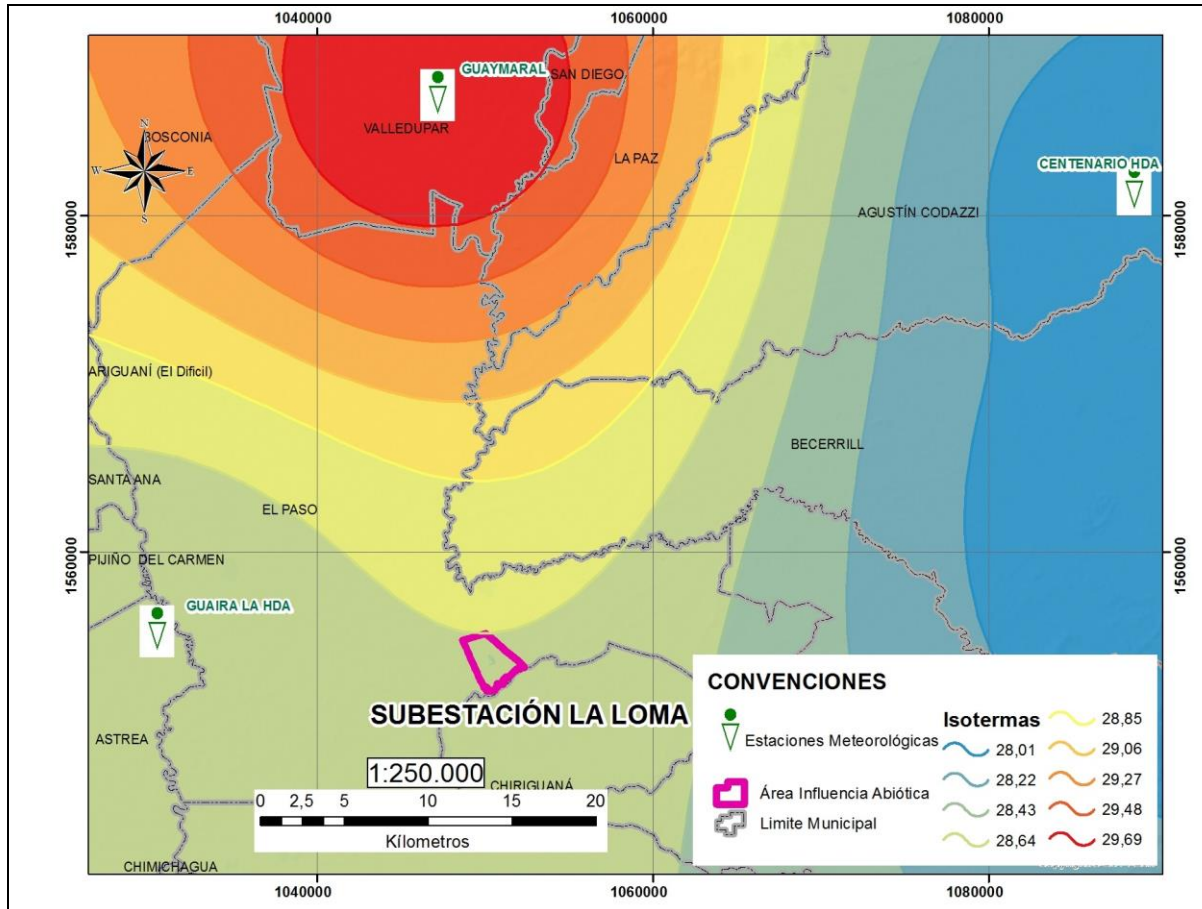 1040000
1060000
1080000
GUAYMARAL
SAN DIEGO
VALLEDUPAR
BOSCONIA
N
W
E
S
LA PAZ
CENTENARIO HDA
AGUSTÍN CODAZZI
1580000
1580000
ARIGUANÍ (El Dificil)
BECERRILL
SANTA ANA
EL PASO
PIJIÑO DEL CARMEN
1560000
1560000
GUAIRA LA HDA
SUBESTACIÓN LA LOMA
ASTREA
1:250.000
CHIRIGUANÁ
0 2,5 5 10 15 20
Kílometros
CHIMICHAGUA
CONVENCIONES
Estaciones Meteorológicas
Área Influencia Abiótica
Limite Municipal
Isotermas
28,01
28,22
28,43
28,64
28,85
29,06
29,27
29,48
29,69
1040000
1060000
1080000